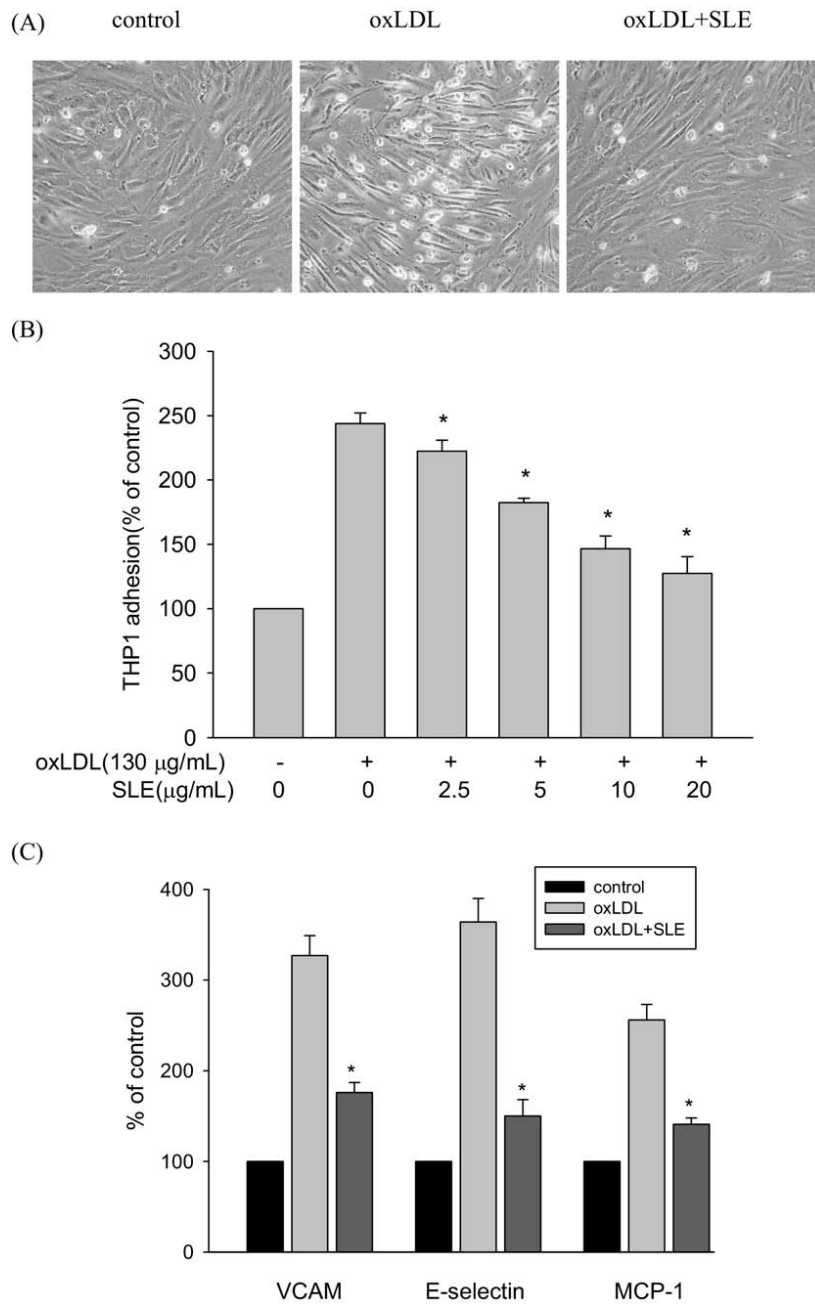 (A)
control oxLDL oxLDL+SLE
(B)
300
250
200
150
100
50
0
THP1 adhesion(% of control)
* * * *
oxLDL(130 μg/mL) - + + + + +
SLE(μg/mL) 0 0 2.5 5 10 20
(C)
400
300
200
100
0
% of control
control
oxLDL
oxLDL+SLE
* * *
VCAM E-selectin MCP-1